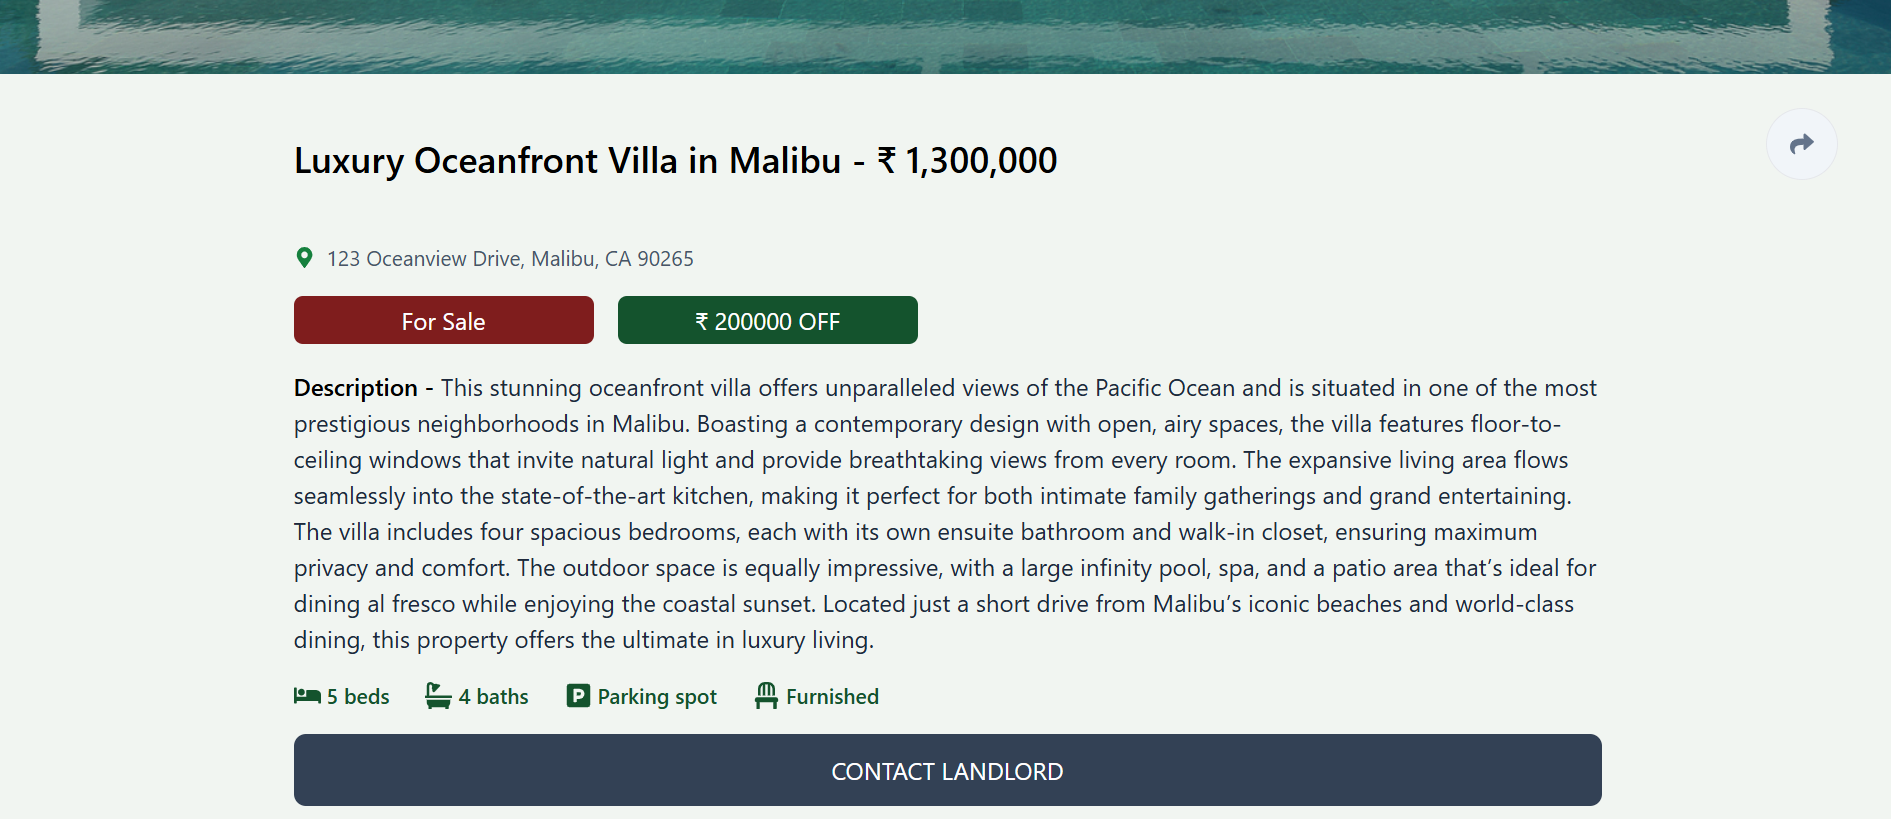 Luxury Oceanfront Villa in Malibu - ₹ 1,300,000
123 Oceanview Drive, Malibu, CA 90265
For Sale
₹ 200000 OFF
Description - This stunning oceanfront villa offers unparalleled views of the Pacific Ocean and is situated in one of the most
prestigious neighborhoods in Malibu. Boasting a contemporary design with open, airy spaces, the villa features floor-to-
ceiling windows that invite natural light and provide breathtaking views from every room. The expansive living area flows
seamlessly into the state-of-the-art kitchen, making it perfect for both intimate family gatherings and grand entertaining.
The villa includes four spacious bedrooms, each with its own ensuite bathroom and walk-in closet, ensuring maximum
privacy and comfort. The outdoor space is equally impressive, with a large infinity pool, spa, and a patio area that’s ideal for
dining al fresco while enjoying the coastal sunset. Located just a short drive from Malibu’s iconic beaches and world-class
dining, this property offers the ultimate in luxury living.
5 beds
4 baths
P
Parking spot
Furnished
CONTACT LANDLORD